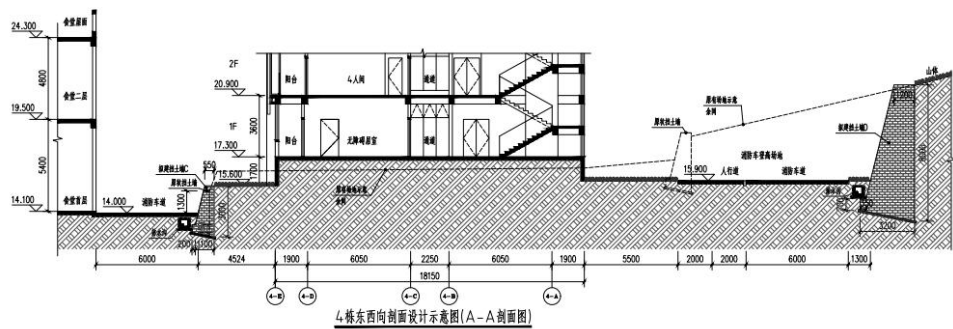 24.300
食堂屋面
4800
食堂二层
19.500
5400
14.100
食堂首层
14.000
消防车道
拟建挡土墙C
原状挡土墙
550
15.600
1300
排水沟
200
1300
2F
20.900
阳台
4人间
通道
3600
1F
17.300
阳台
无障碍居室
通道
1700
原有场地示意
余同
原状挡土墙
原有场地示意
余同
拟建挡土墙D
山体
消防车登高场地
15.900
人行道
消防车道
排水沟
3200
6000
4524
1900
6050
2250
6050
1900
5500
2000
2000
6000
1300
18150
4-E
4-D
4-C
4-B
4-A
4栋东西向剖面设计示意图(A-A剖面图)